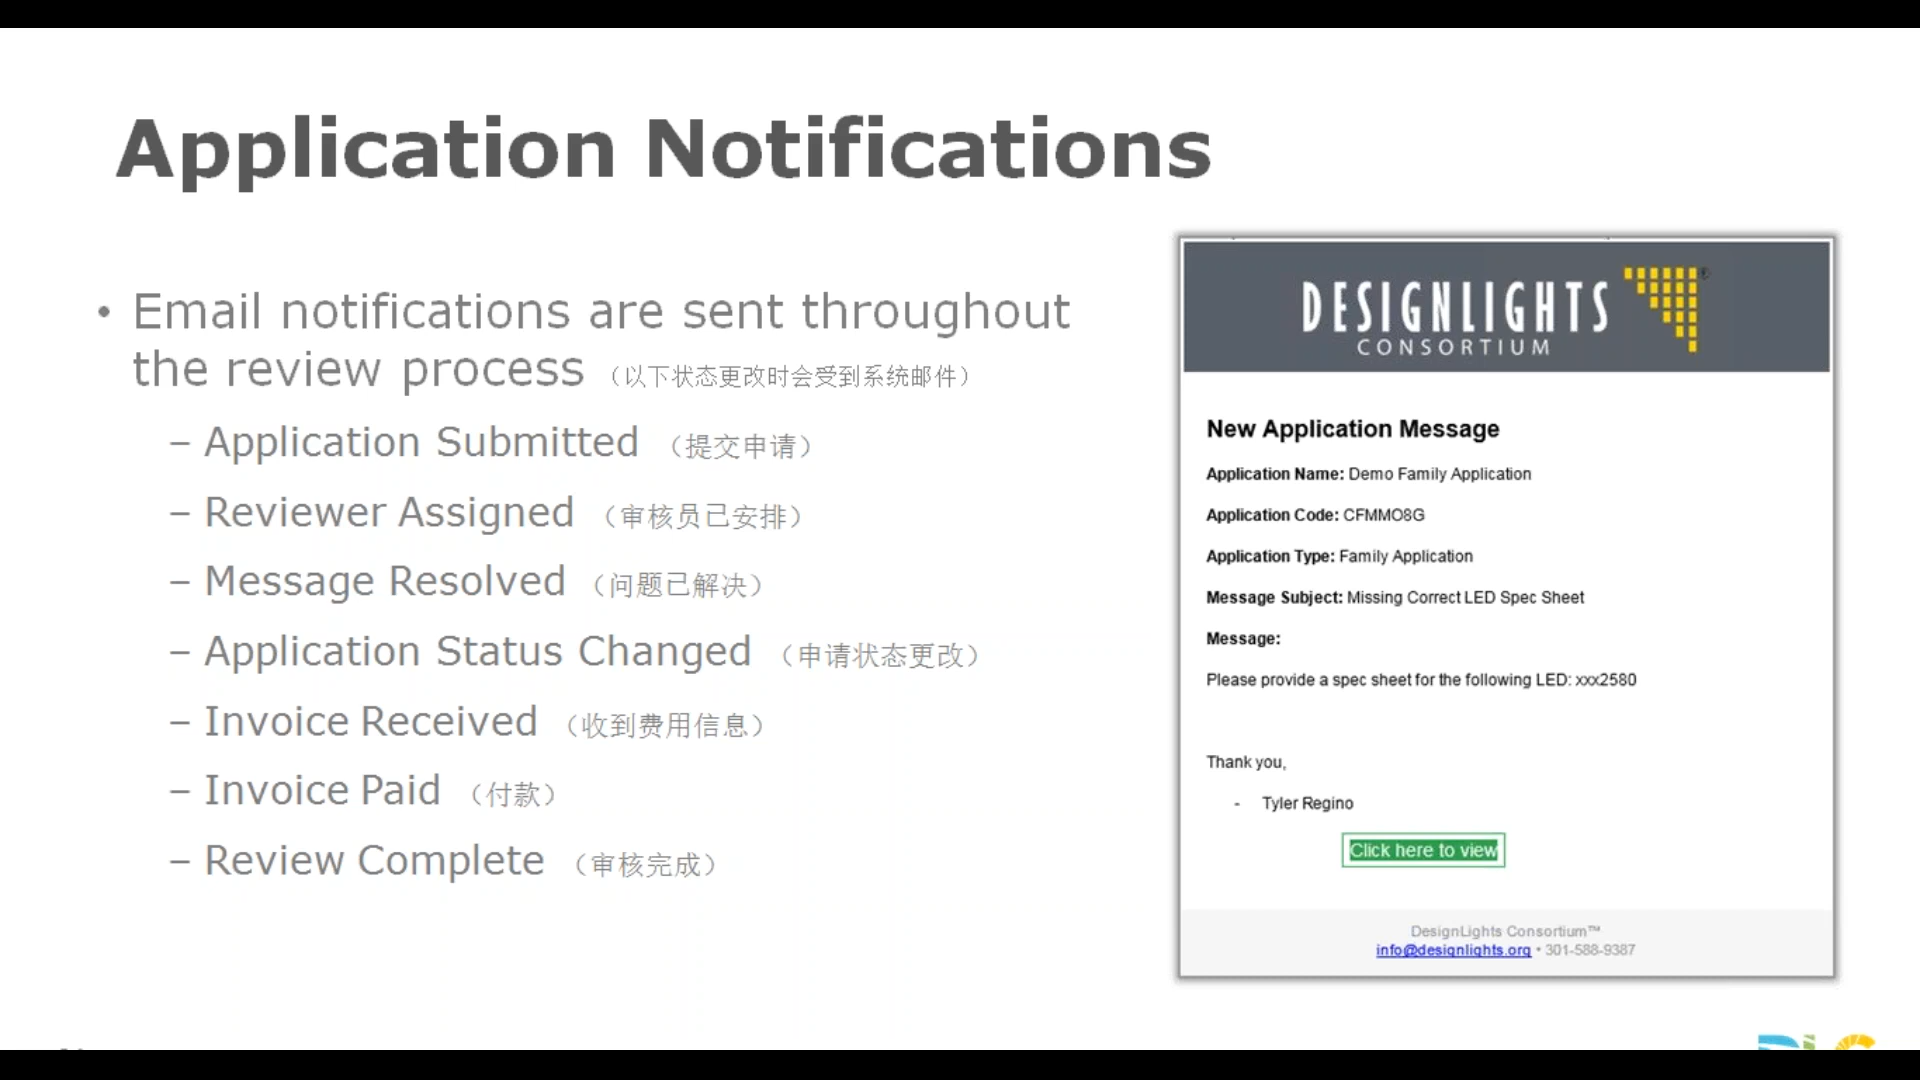 Application Notifications
• Email notifications are sent throughout
the review process （以下状态更改时会受到系统邮件）
– Application Submitted （提交申请）
– Reviewer Assigned （审核员已安排）
– Message Resolved （问题已解决）
– Application Status Changed （申请状态更改）
– Invoice Received （收到费用信息）
– Invoice Paid （付款）
– Review Complete （审核完成）
DESIGNLIGHTS
CONSORTIUM
New Application Message
Application Name: Demo Family Application
Application Code: CFMMO8G
Application Type: Family Application
Message Subject: Missing Correct LED Spec Sheet
Message:
Please provide a spec sheet for the following LED: xxx2580
Thank you,
- Tyler Regino
Click here to view
DesignLights Consortium™
info@designlights.org • 301-588-9387